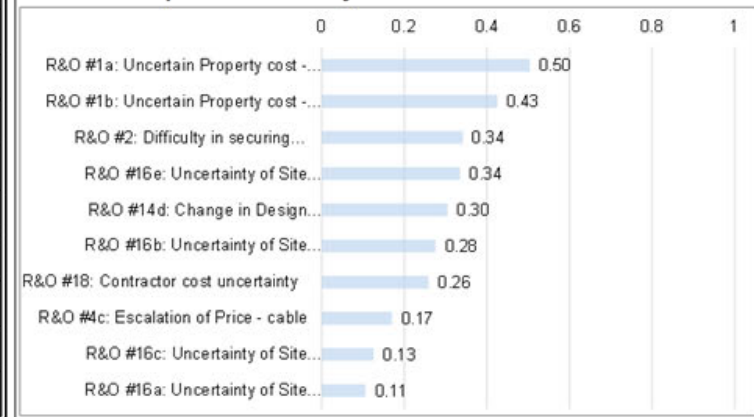 0 0.2 0.4 0.6 0.8 1
R&O #1a: Uncertain Property cost -... 0.50
R&O #1b: Uncertain Property cost -... 0.43
R&O #2: Difficulty in securing... 0.34
R&O #16e: Uncertainty of Site... 0.34
R&O #14d: Change in Design... 0.30
R&O #16b: Uncertainty of Site... 0.28
R&O #18: Contractor cost uncertainty 0.26
R&O #4c: Escalation of Price - cable 0.17
R&O #16c: Uncertainty of Site... 0.13
R&O #16a: Uncertainty of Site... 0.11